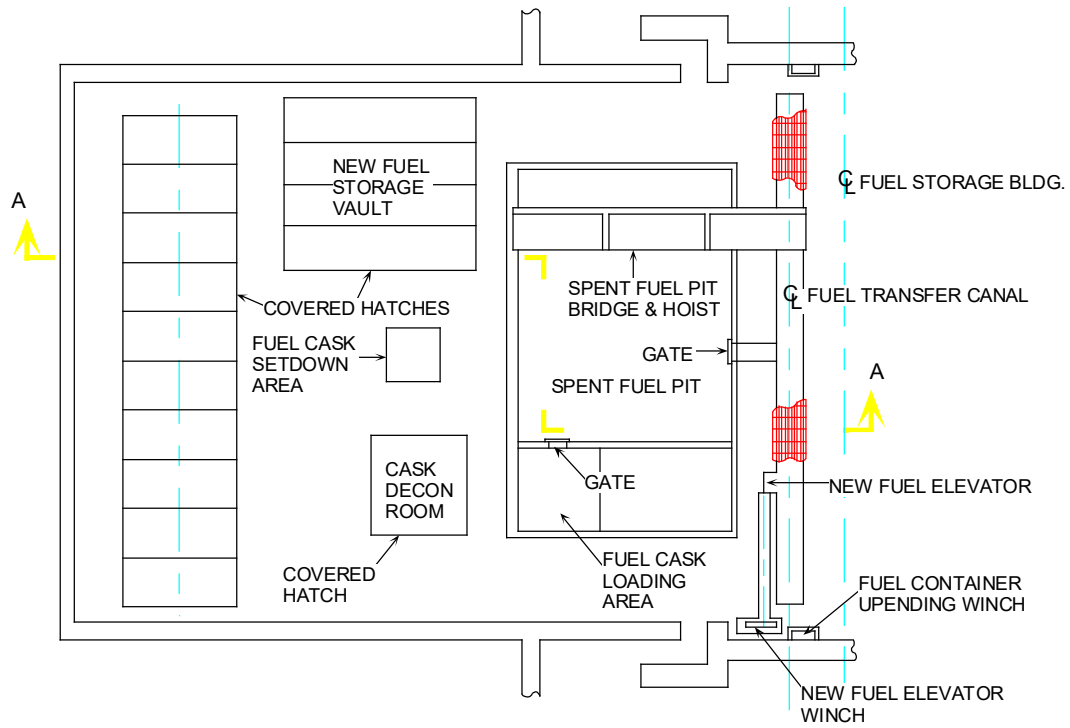 A
NEW FUEL
STORAGE
VAULT
℄ FUEL STORAGE BLDG.
COVERED HATCHES
SPENT FUEL PIT
BRIDGE & HOIST
℄ FUEL TRANSFER CANAL
FUEL CASK
SETDOWN
AREA
GATE
SPENT FUEL PIT
A
CASK
DECON
ROOM
GATE
NEW FUEL ELEVATOR
COVERED
HATCH
FUEL CASK
LOADING
AREA
FUEL CONTAINER
UPENDING WINCH
NEW FUEL ELEVATOR
WINCH